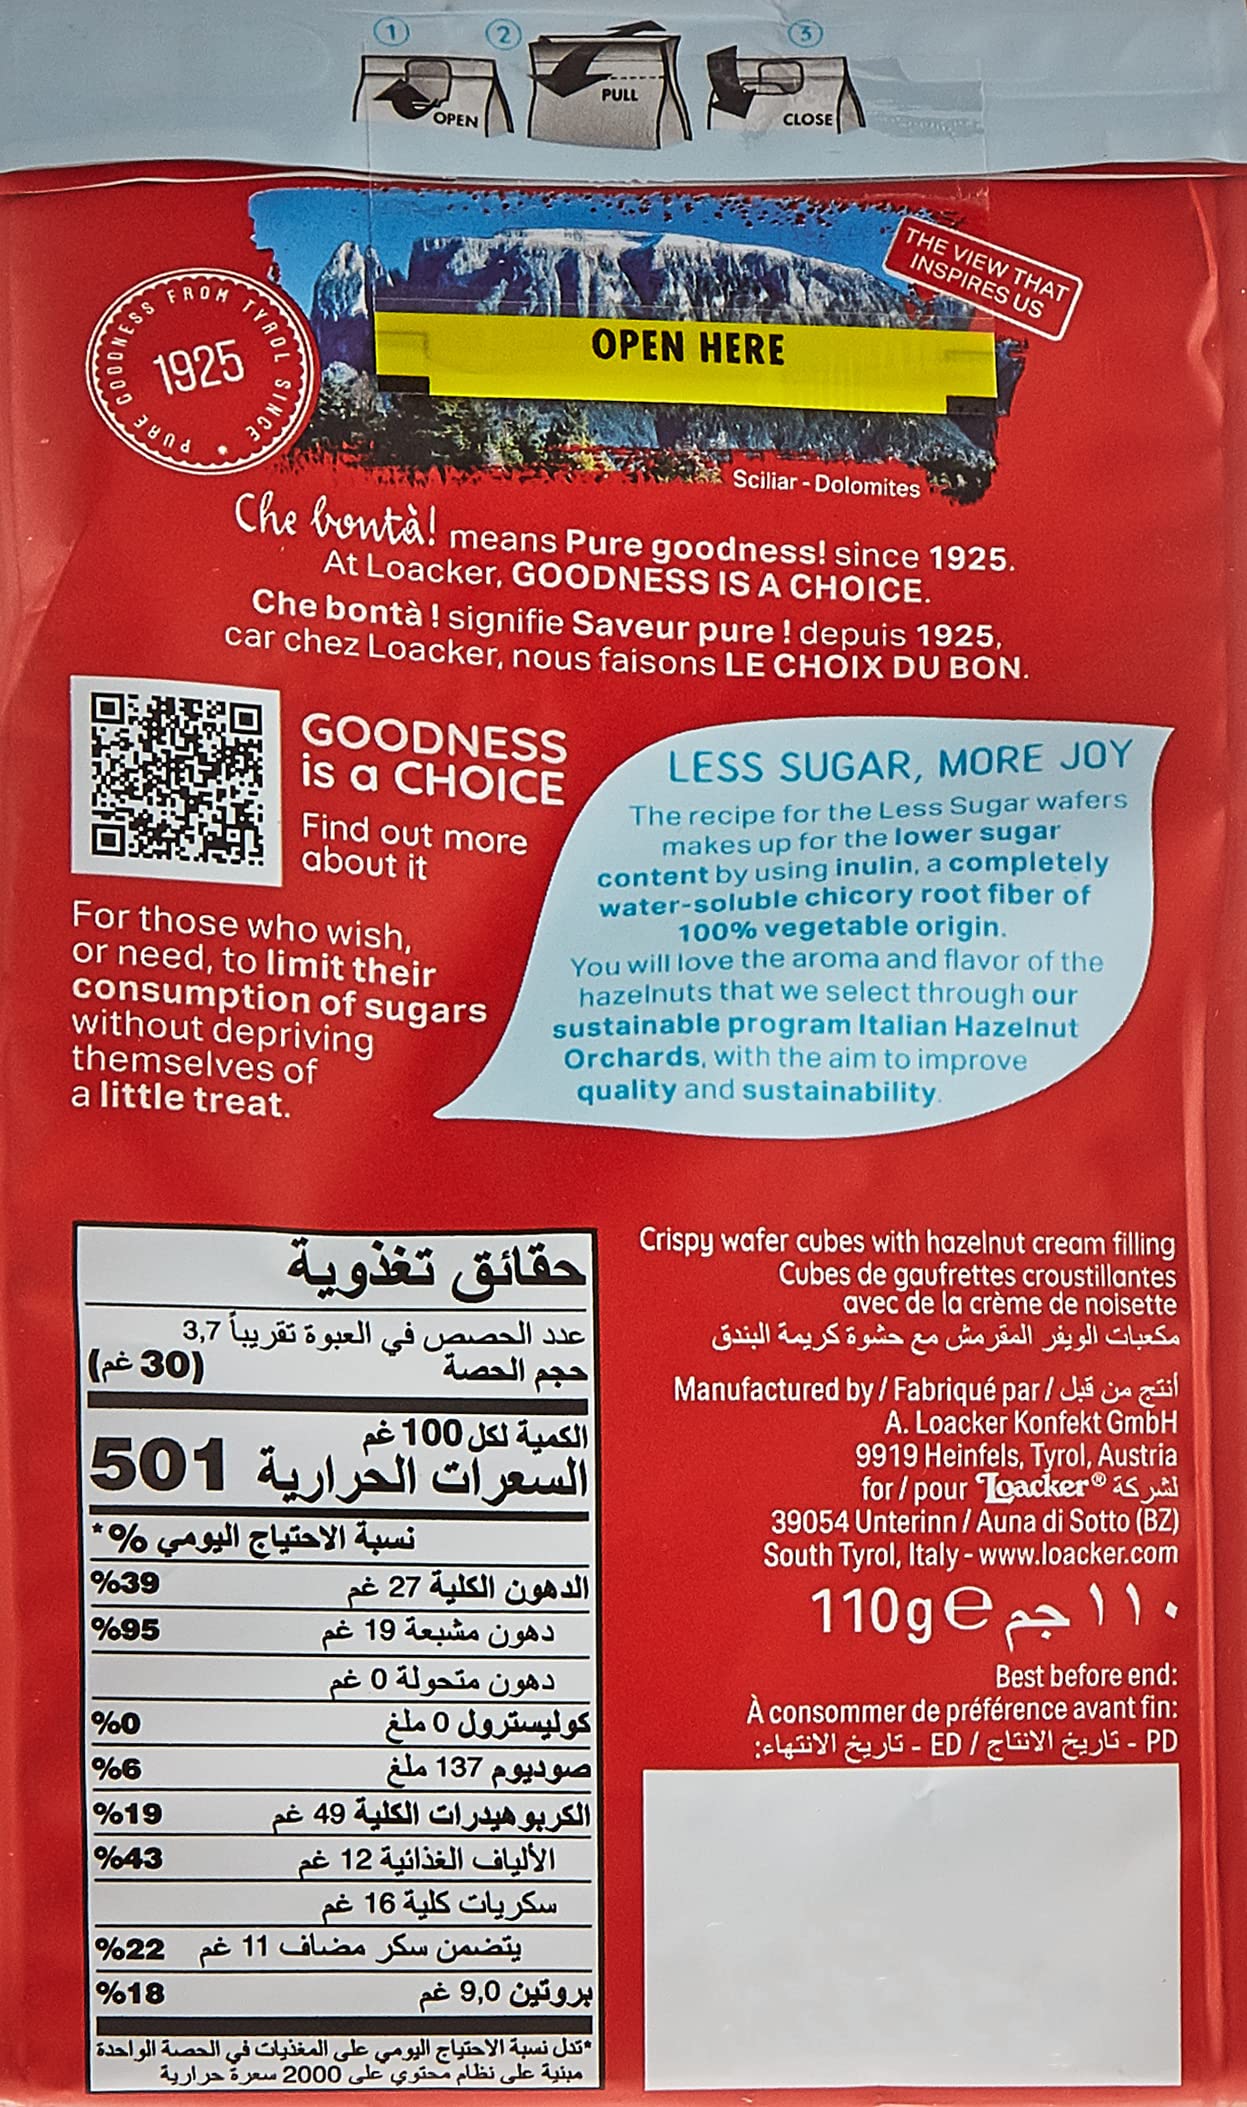 1 2 3
OPEN
PULL
CLOSE
THE VIEW THAT
INSPIRES US
PURE GOODNESS FROM TYROL SINCE
1925
OPEN HERE
Sciliar - Dolomites
Che bontà! means Pure goodness! since 1925.
At Loacker, GOODNESS IS A CHOICE.
Che bontà ! signifie Saveur pure ! depuis 1925,
car chez Loacker, nous faisons LE CHOIX DU BON.
GOODNESS
is a CHOICE
Find out more
about it
For those who wish,
or need, to limit their
consumption of sugars
without depriving
themselves of
a little treat.
LESS SUGAR, MORE JOY
The recipe for the Less Sugar wafers
makes up for the lower sugar
content by using inulin, a completely
water-soluble chicory root fiber of
100% vegetable origin.
You will love the aroma and flavor of the
hazelnuts that we select through our
sustainable program Italian Hazelnut
Orchards, with the aim to improve
quality and sustainability.
حقائق تغذوية
عدد الحصص في العبوة تقريباً 3,7
حجم الحصة (30 غم)
الكمية لكل 100 غم
السعرات الحرارية 501
نسبة الاحتياج اليومي %*
الدهون الكلية 27 غم %39
دهون مشبعة 19 غم %95
دهون متحولة 0 غم
كوليسترول 0 ملغ %0
صوديوم 137 ملغ %6
الكربوهيدرات الكلية 49 غم %19
الألياف الغذائية 12 غم %43
سكريات كلية 16 غم
يتضمن سكر مضاف 11 غم %22
بروتين 9,0 غم %18
*تدل نسبة الاحتياج اليومي على المغذيات في الحصة الواحدة
مبنية على نظام محتوي على 2000 سعرة حرارية
Crispy wafer cubes with hazelnut cream filling
Cubes de gaufrettes croustillantes
avec de la crème de noisette
مكعبات الويفر المقرمش مع حشوة كريمة البندق
Manufactured by / Fabriqué par / أنتج من قبل
A. Loacker Konfekt GmbH
9919 Heinfels, Tyrol, Austria
for / pour Loacker® لشركة
39054 Unterinn / Auna di Sotto (BZ)
South Tyrol, Italy - www.loacker.com
110g e ١١٠ جم
Best before end:
À consommer de préférence avant fin:
PD - تاريخ الانتاج / ED - تاريخ الانتهاء: